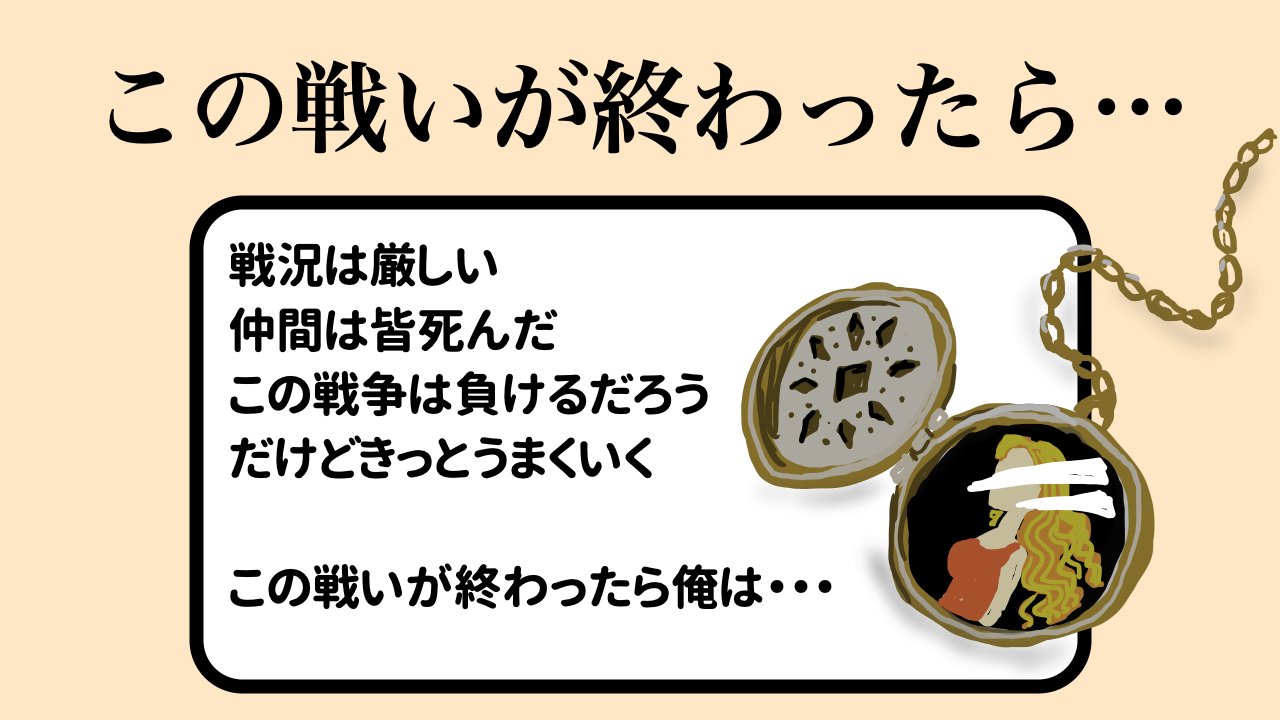 この戦いが終わったら…
戦況は厳しい
仲間は皆死んだ
この戦争は負けるだろう
だけどきっとうまくいく
この戦いが終わったら俺は・・・